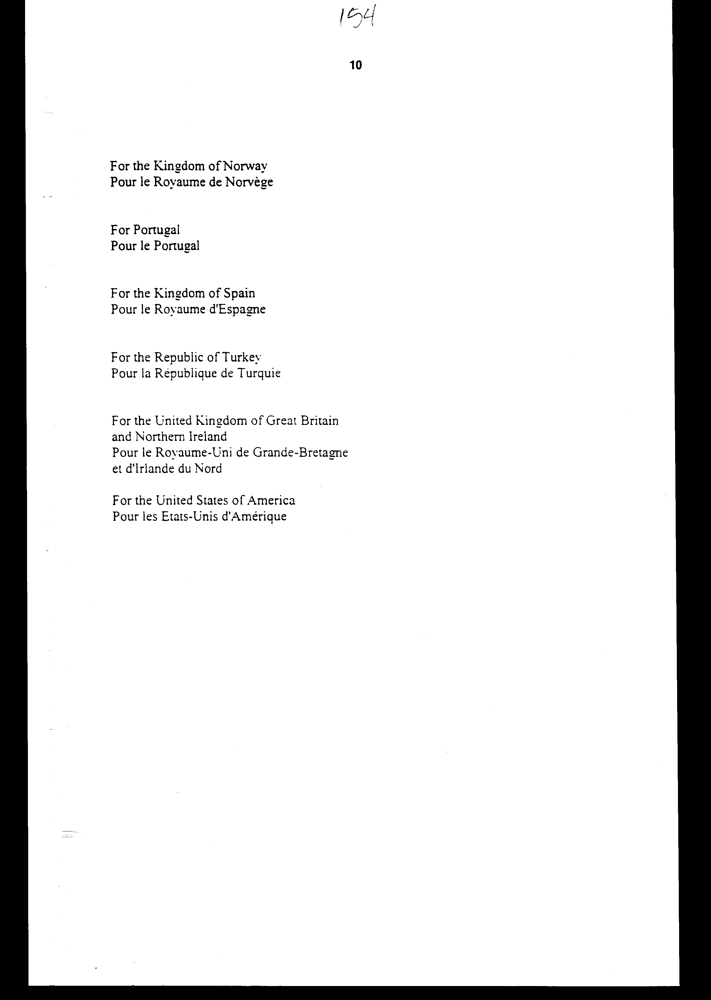 154
10
For the Kingdom of Norway
Pour le Royaume de Norvège
For Portugal
Pour le Portugal
For the Kingdom of Spain
Pour le Royaume d'Espagne
For the Republic of Turkey
Pour la République de Turquie
For the United Kingdom of Great Britain
and Northern Ireland
Pour le Royaume-Uni de Grande-Bretagne
et d'Irlande du Nord
For the United States of America
Pour les Etats-Unis d'Amérique